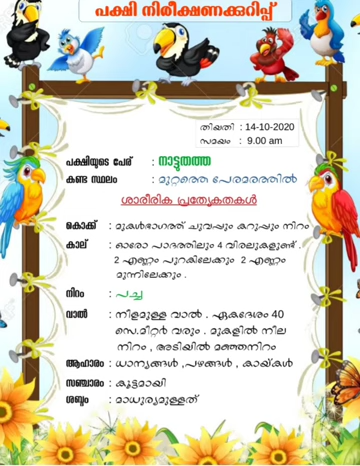 പക്ഷി നിരീക്ഷണക്കുറിപ്പ്
തിയതി : 14-10-2020
സമയം : 9.00 am
പക്ഷിയുടെ പേര് : നാട്ടുതത്ത
കണ്ട സ്ഥലം : മുറ്റത്തെ പേരമരത്തിൽ
ശാരീരിക പ്രത്യേകതകൾ
കൊക്ക് : മുകൾഭാഗത്ത് ചുവപ്പും കറുപ്പും നിറം
കാല് : ഓരോ പാദത്തിലും 4 വിരലുകളുണ്ട് .
2 എണ്ണം പുറകിലേക്കും 2 എണ്ണം
മുന്നിലേക്കും .
നിറം : പച്ച
വാൽ : നീളമുള്ള വാൽ . ഏകദേശം 40
സെ.മിറ്റർ വരും . മുകളിൽ നീല
നിറം , അടിയിൽ മഞ്ഞനിറം
ആഹാരം : ധാന്യങ്ങൾ ,പഴങ്ങൾ , കായ്കൾ
സഞ്ചാരം : കൂട്ടമായി
ശബ്ദം : മാധുര്യമുള്ളത്